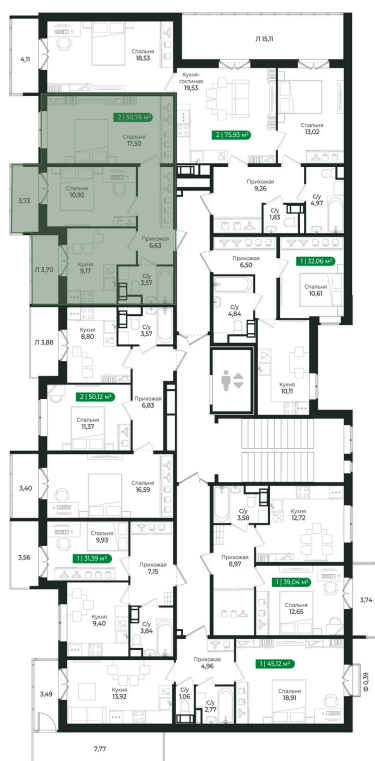 Л 15,11
4,11
Спальня
18,53
Кухня-
гостиная
19,53
2 | 75,93 м²
Спальня
13,02
2 | 50,76 м²
Спальня
17,50
Прихожая
9,26
С/у
1,83
С/у
4,97
3,73
Спальня
10,92
Прихожая
6,63
Л 3,70
Кухня
9,17
С/у
3,57
Прихожая
6,50
1 | 32,06 м²
Спальня
10,61
С/у
4,84
Л 3,88
Кухня
8,80
С/у
3,57
Кухня
10,11
2 | 50,12 м²
Спальня
11,37
Прихожая
6,83
3,40
Спальня
16,59
С/у
3,58
Кухня
12,72
3,56
Спальня
9,93
1 | 31,39 м²
Прихожая
7,15
Прихожая
8,97
1 | 39,04 м²
Спальня
12,65
3,74
Кухня
9,40
С/у
3,84
Прихожая
4,96
1 | 45,12 м²
Спальня
18,91
Ф 0,39
3,49
Кухня
13,92
С/у
1,06
С/у
2,77
7,77